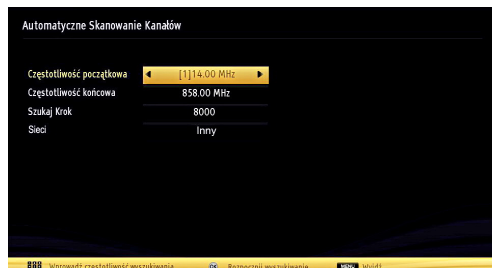 Automatyczne Skanowanie Kanałów
Częstotliwość początkowa [1]14.00 MHz
Częstotliwość końcowa 858.00 MHz
Szukaj Krok 8000
Sieci Inny
Wprowadź częstotliwość wyszukiwania OK Rozpocznij wyszukiwanie MENU Wyjdź